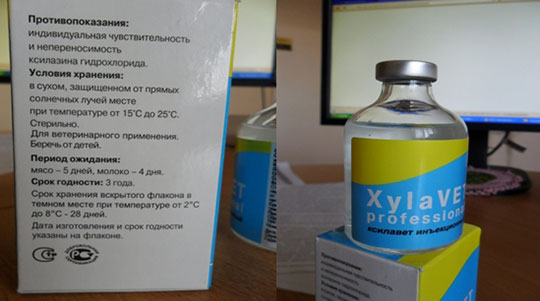 Противопоказания:
индивидуальная чувствительность
и непереносимость
ксилазина гидрохлорида.
Условия хранения:
в сухом, защищенном от прямых
солнечных лучей месте
при температуре от 15°С до 25°С.
Стерильно.
Для ветеринарного применения.
Беречь от детей.
Период ожидания:
мясо – 5 дней, молоко – 4 дня.
Срок годности: 3 года.
Срок хранения вскрытого флакона в
темном месте при температуре от 2°С
до 8°С - 28 дней.
Дата изготовления и срок годности
указаны на флаконе.
XylaVET
professional
ксилавет инъекцион